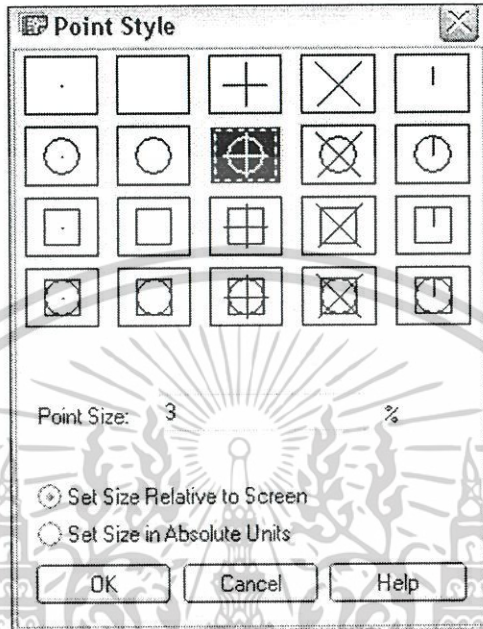 Point Style
Point Size: 3 %
Set Size Relative to Screen
Set Size in Absolute Units
OK Cancel Help